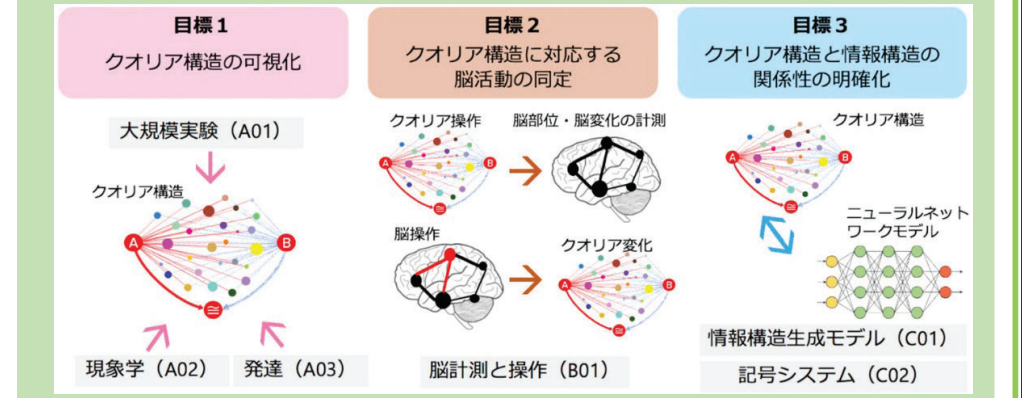 目標1
クオリア構造の可視化
大規模実験（A01）
クオリア構造
A
B
≅
現象学（A02）
発達（A03）
目標2
クオリア構造に対応する
脳活動の同定
クオリア操作
脳部位・脳変化の計測
A
B
≅
脳操作
クオリア変化
A
B
≅
脳計測と操作（B01）
目標3
クオリア構造と情報構造の
関係性の明確化
クオリア構造
A
B
≅
ニューラルネット
ワークモデル
情報構造生成モデル（C01）
記号システム（C02）